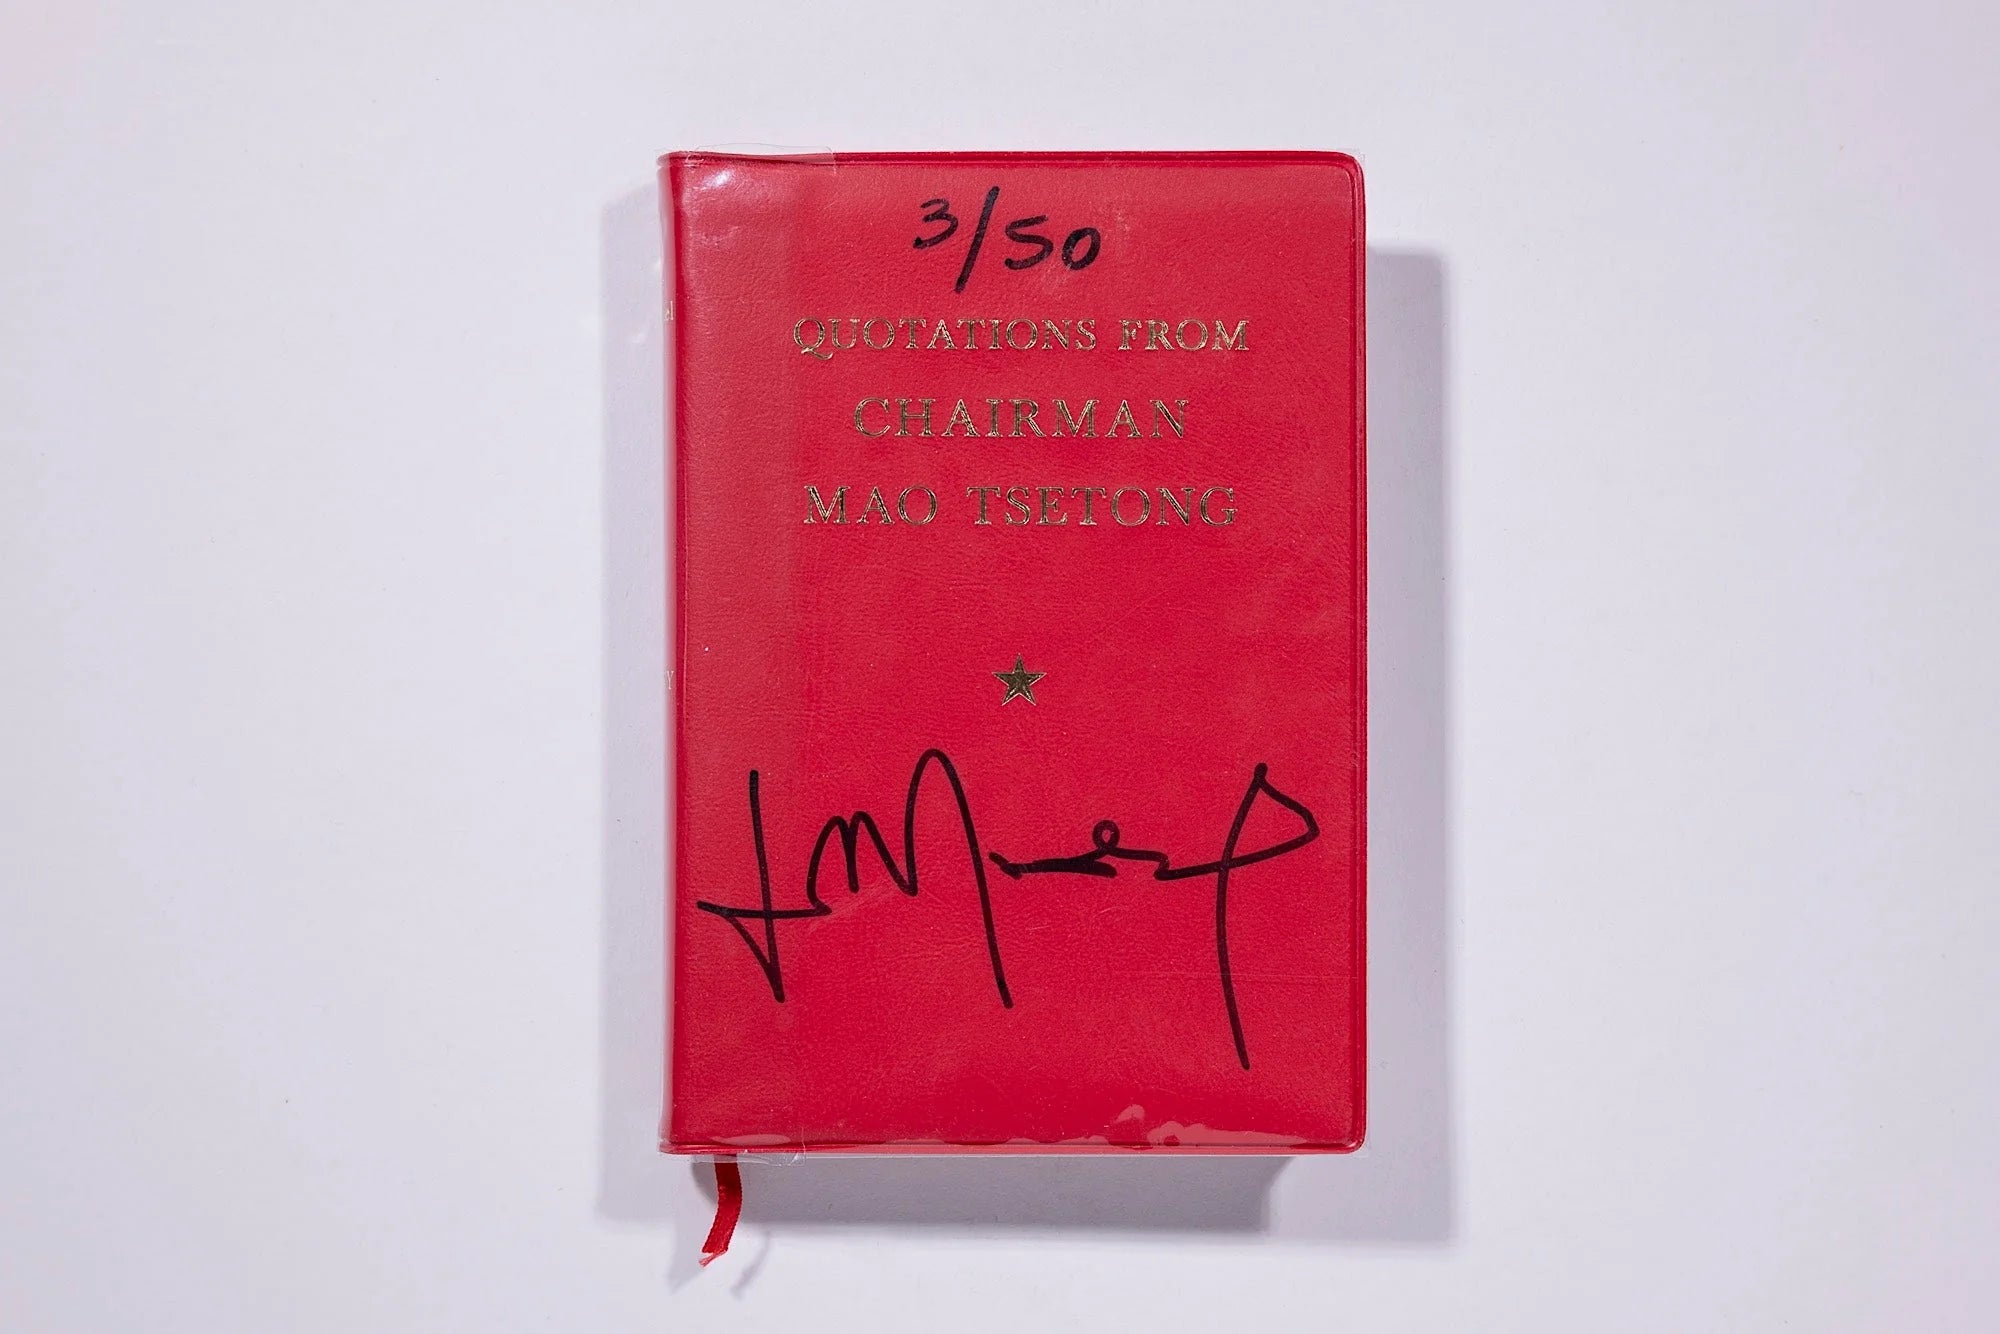 3/50
QUOTATIONS FROM
CHAIRMAN
MAO TSETONG